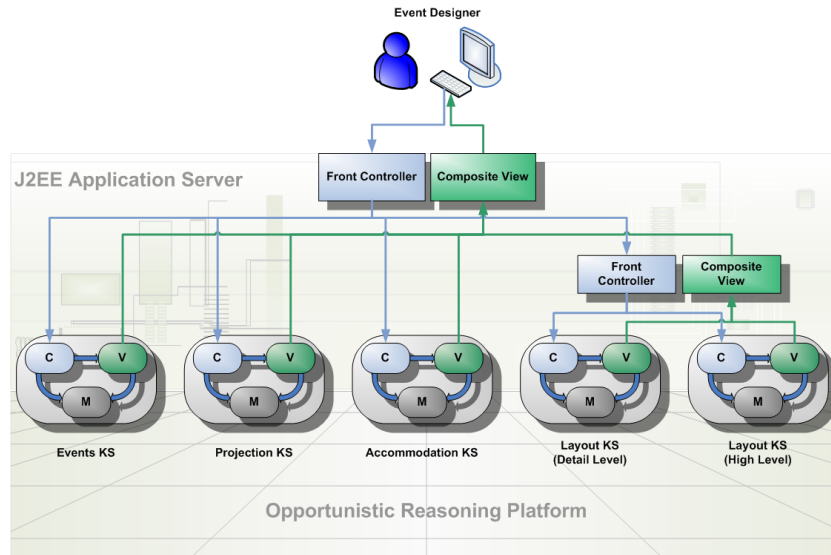 Event Designer
J2EE Application Server
Front Controller
Composite View
Front
Controller
Composite
View
C
V
M
C
V
M
C
V
M
C
V
M
C
V
M
Events KS
Projection KS
Accommodation KS
Layout KS
(Detail Level)
Layout KS
(High Level)
Opportunistic Reasoning Platform